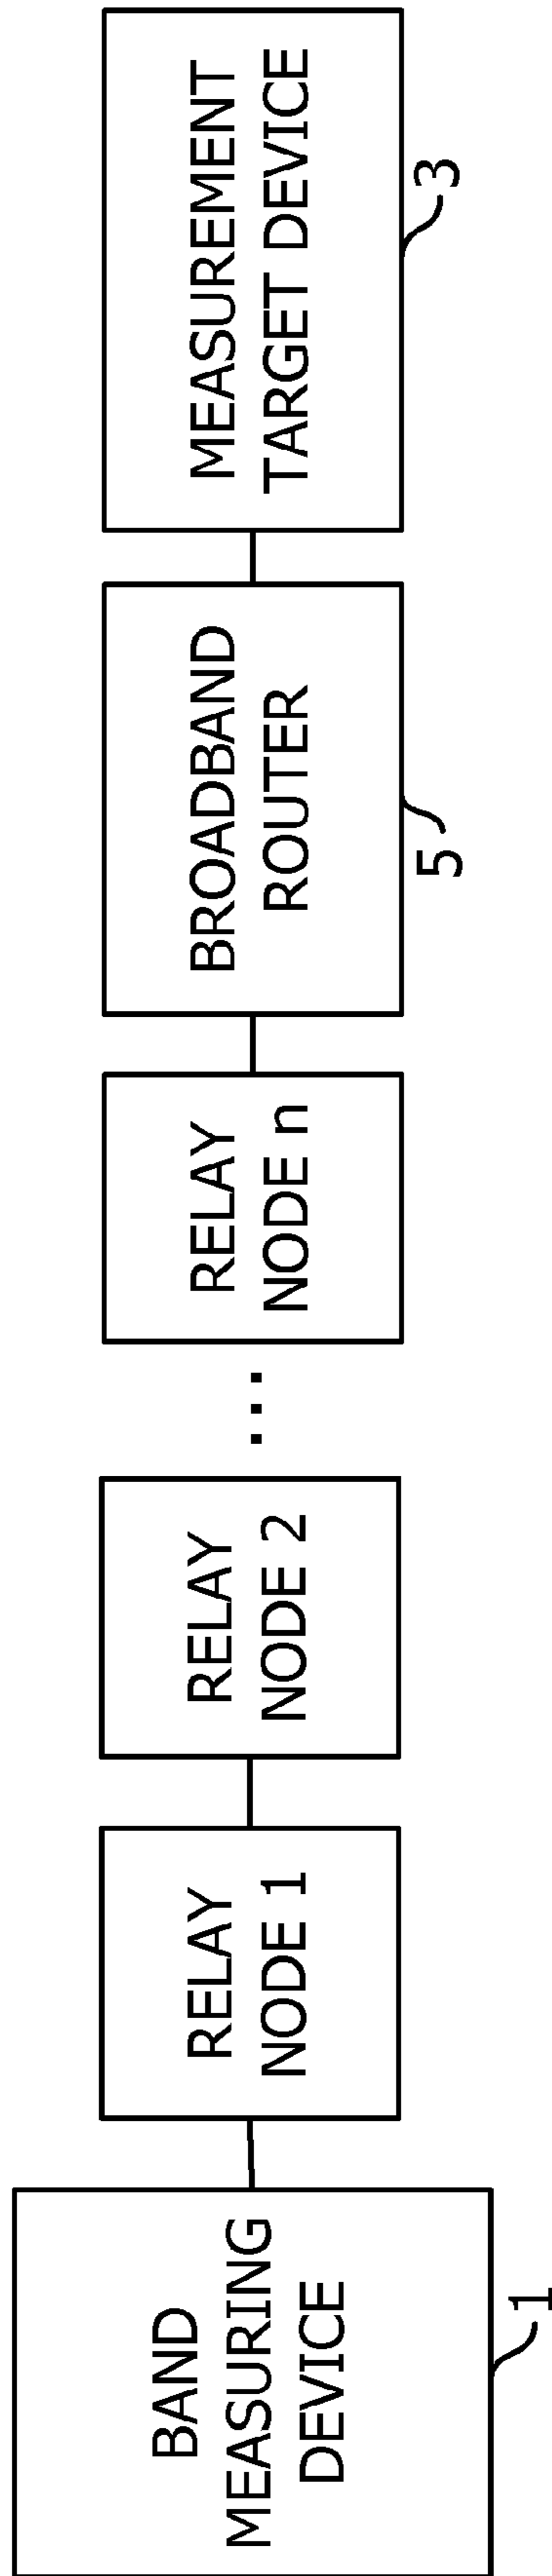 BAND
MEASURING
DEVICE
1
RELAY
NODE 1
RELAY
NODE 2
...
RELAY
NODE n
BROADBAND
ROUTER
5
MEASUREMENT
TARGET DEVICE
3